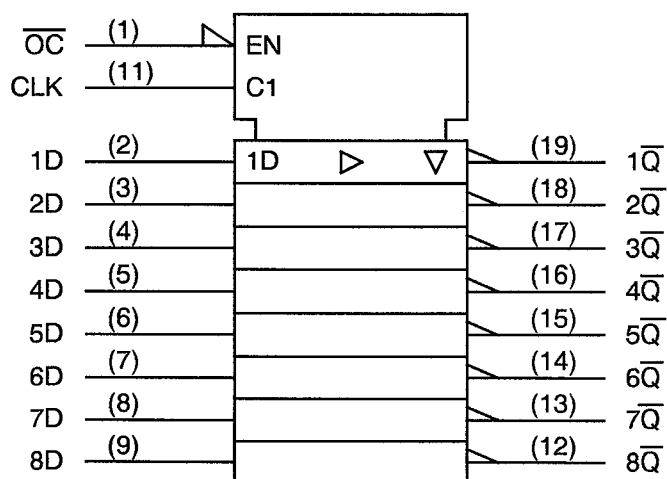 O̅C̅ (1) EN
CLK (11) C1
1D (2) 1D (19) 1Q̅
2D (3) (18) 2Q̅
3D (4) (17) 3Q̅
4D (5) (16) 4Q̅
5D (6) (15) 5Q̅
6D (7) (14) 6Q̅
7D (8) (13) 7Q̅
8D (9) (12) 8Q̅